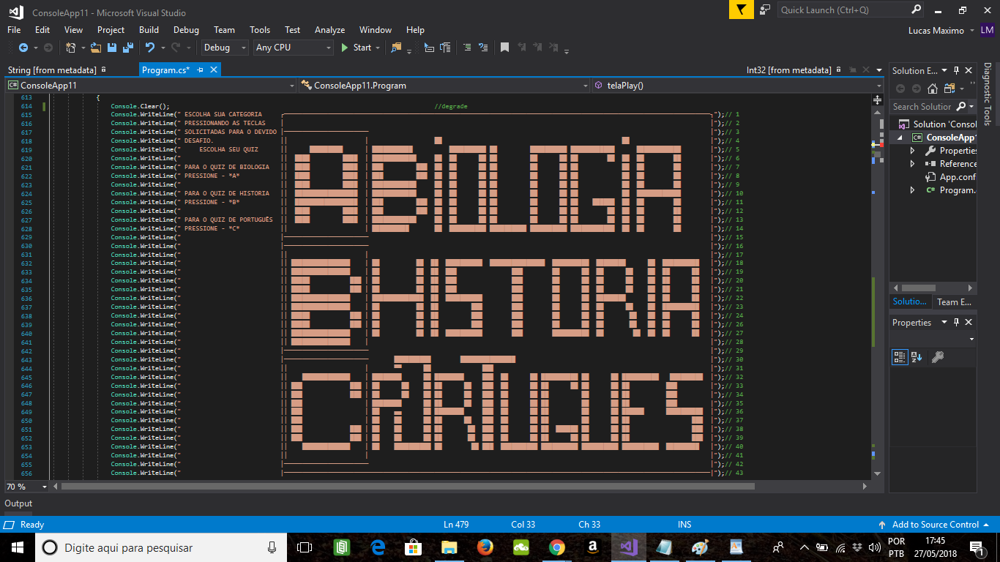 ConsoleApp11 - Microsoft Visual Studio
Quick Launch (Ctrl+Q)
File Edit View Project Build Debug Team Tools Test Analyze Window Help
Lucas Maximo LM
Debug Any CPU Start
String [from metadata] Program.cs* Int32 [from metadata]
ConsoleApp11 ConsoleApp11.Program telaPlay()
613 {
614 Console.Clear(); //degrade
615 Console.WriteLine(" ESCOLHA SUA CATEGORIA ");// 1
616 Console.WriteLine(" PRESSIONANDO AS TECLAS |");// 2
617 Console.WriteLine(" SOLICITADAS PARA O DEVIDO |");// 3
618 Console.WriteLine(" DESAFIO. |");// 4
619 Console.WriteLine(" ESCOLHA SEU QUIZ |");// 5
620 Console.WriteLine(" |");// 6
621 Console.WriteLine(" PARA O QUIZ DE BIOLOGIA |");// 7
622 Console.WriteLine(" PRESSIONE - *A* |");// 8
623 Console.WriteLine(" |");// 9
624 Console.WriteLine(" PARA O QUIZ DE HISTORIA |");// 10
625 Console.WriteLine(" PRESSIONE - *B* |");// 11
626 Console.WriteLine(" |");// 12
627 Console.WriteLine(" PARA O QUIZ DE PORTUGUÊS |");// 13
628 Console.WriteLine(" PRESSIONE - *C* |");// 14
629 Console.WriteLine(" |");// 15
630 Console.WriteLine(" |");// 16
631 Console.WriteLine(" |");// 17
632 Console.WriteLine(" |");// 18
633 Console.WriteLine(" |");// 19
634 Console.WriteLine(" |");// 20
635 Console.WriteLine(" |");// 21
636 Console.WriteLine(" |");// 22
637 Console.WriteLine(" |");// 23
638 Console.WriteLine(" |");// 24
639 Console.WriteLine(" |");// 26
640 Console.WriteLine(" |");// 27
641 Console.WriteLine(" |");// 28
642 Console.WriteLine(" |");// 29
643 Console.WriteLine(" |");// 30
644 Console.WriteLine(" |");// 31
645 Console.WriteLine(" |");// 32
646 Console.WriteLine(" |");// 33
647 Console.WriteLine(" |");// 34
648 Console.WriteLine(" |");// 35
649 Console.WriteLine(" |");// 36
650 Console.WriteLine(" |");// 37
651 Console.WriteLine(" |");// 38
652 Console.WriteLine(" |");// 39
653 Console.WriteLine(" |");// 40
654 Console.WriteLine(" |");// 41
655 Console.WriteLine(" |");// 42
656 Console.WriteLine(" |");// 43
70 %
Solution E...
Search Solution
Solution 'Consol
ConsoleApp1
Properties
Reference
App.conf
Program.
Solutio... Team E...
Properties
Diagnostic Tools
Output
Ready Ln 479 Col 33 Ch 33 INS Add to Source Control
Digite aqui para pesquisar
POR 17:45
PTB 27/05/2018
1